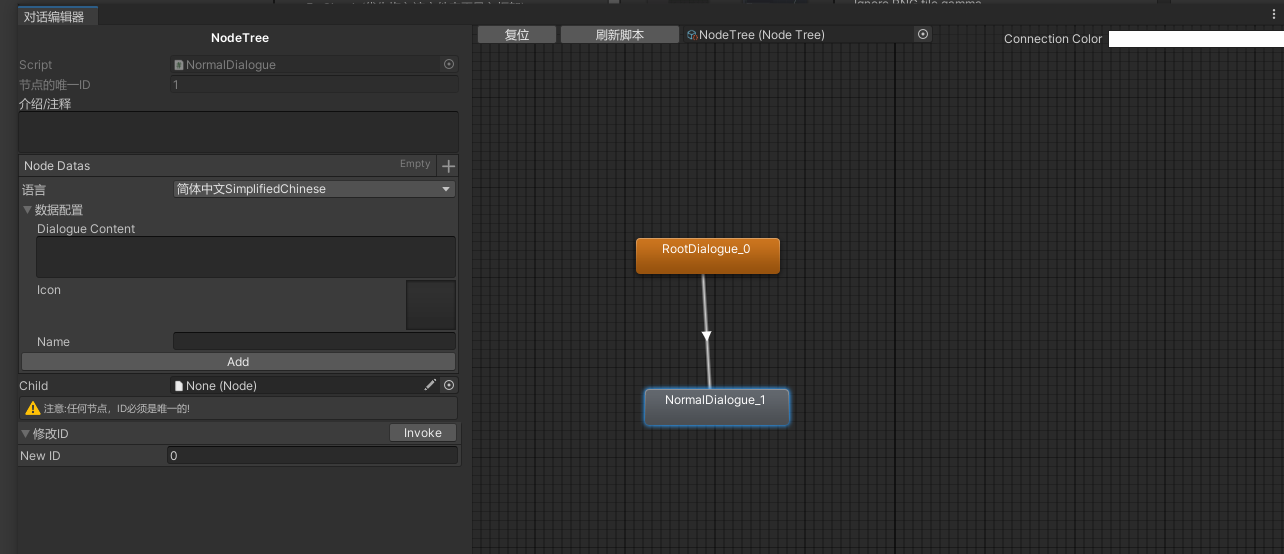 对话编辑器
NodeTree
复位
刷新脚本
NodeTree (Node Tree)
Connection Color
Script
NormalDialogue
节点的唯一ID
1
介绍/注释
Node Datas
Empty
语言
简体中文SimplifiedChinese
数据配置
Dialogue Content
Icon
Name
Add
Child
None (Node)
注意:任何节点，ID必须是唯一的!
修改ID
Invoke
New ID
0
RootDialogue_0
NormalDialogue_1